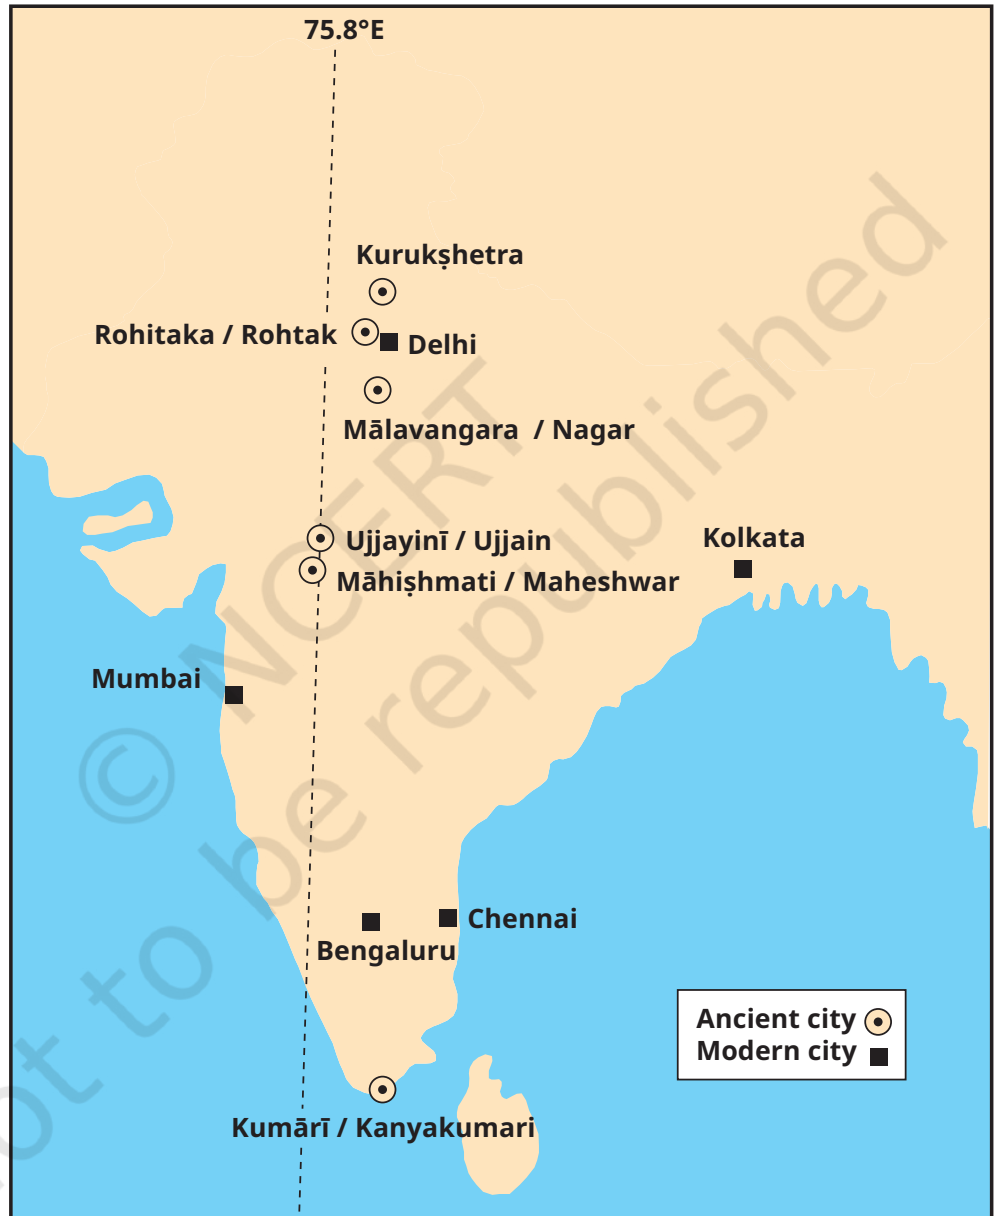 75.8°E
Kurukṣhetra
Rohitaka / Rohtak
Delhi
Mālavangara / Nagar
Ujjayinī / Ujjain
Kolkata
Māhiṣhmati / Maheshwar
Mumbai
Chennai
Bengaluru
Ancient city
Modern city
Kumārī / Kanyakumari
© NCERT
not to be republished